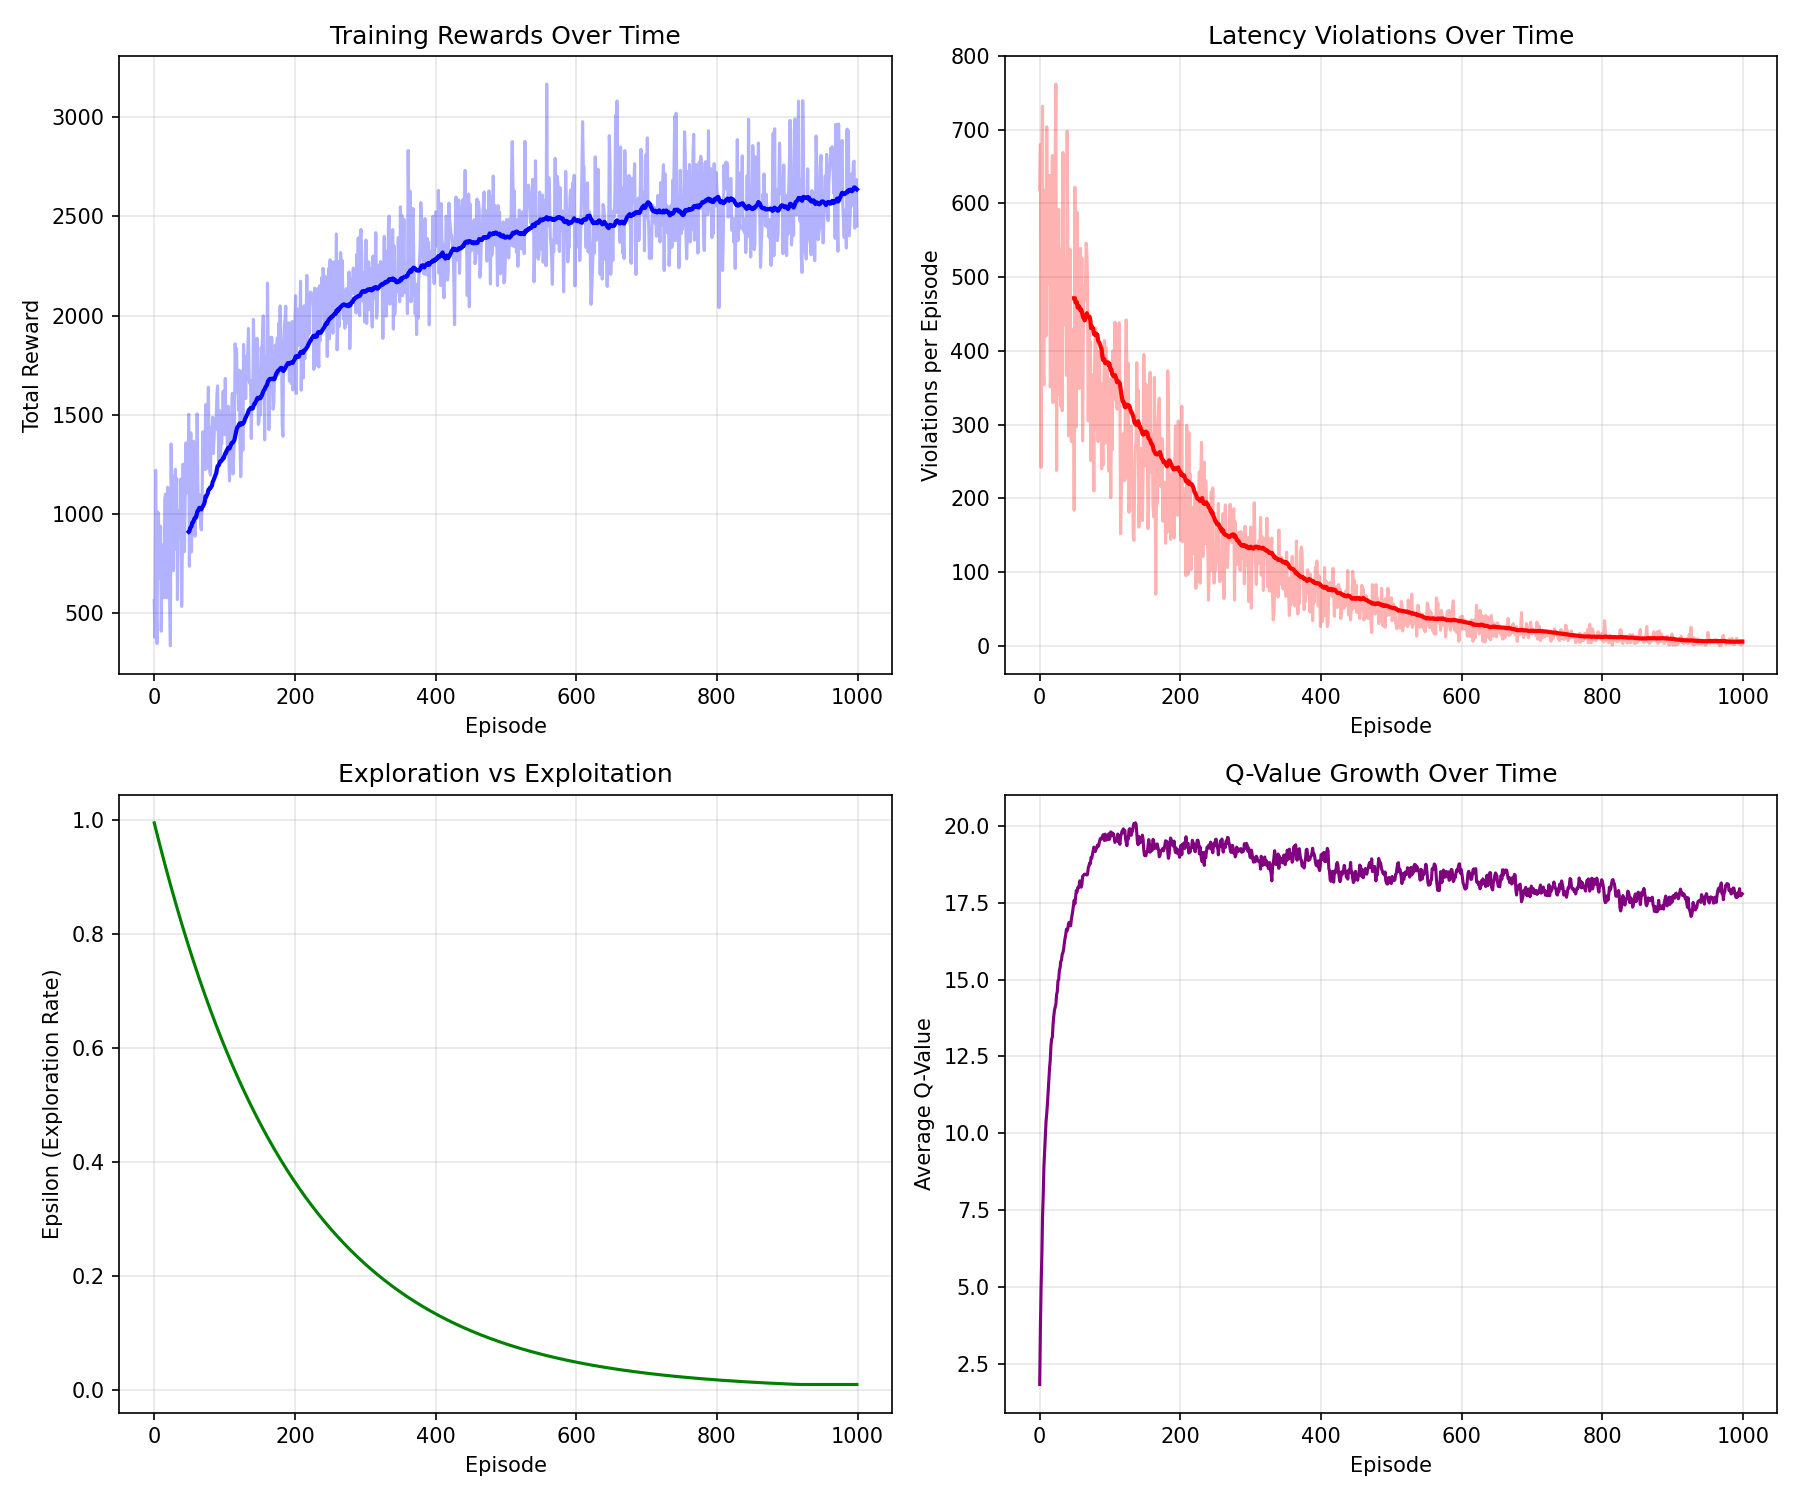 Training Rewards Over Time
3000
2500
2000
1500
1000
500
Total Reward
0 200 400 600 800 1000
Episode
Latency Violations Over Time
800
700
600
500
400
300
200
100
0
Violations per Episode
0 200 400 600 800 1000
Episode
Exploration vs Exploitation
1.0
0.8
0.6
0.4
0.2
0.0
Epsilon (Exploration Rate)
0 200 400 600 800 1000
Episode
Q-Value Growth Over Time
20.0
17.5
15.0
12.5
10.0
7.5
5.0
2.5
Average Q-Value
0 200 400 600 800 1000
Episode